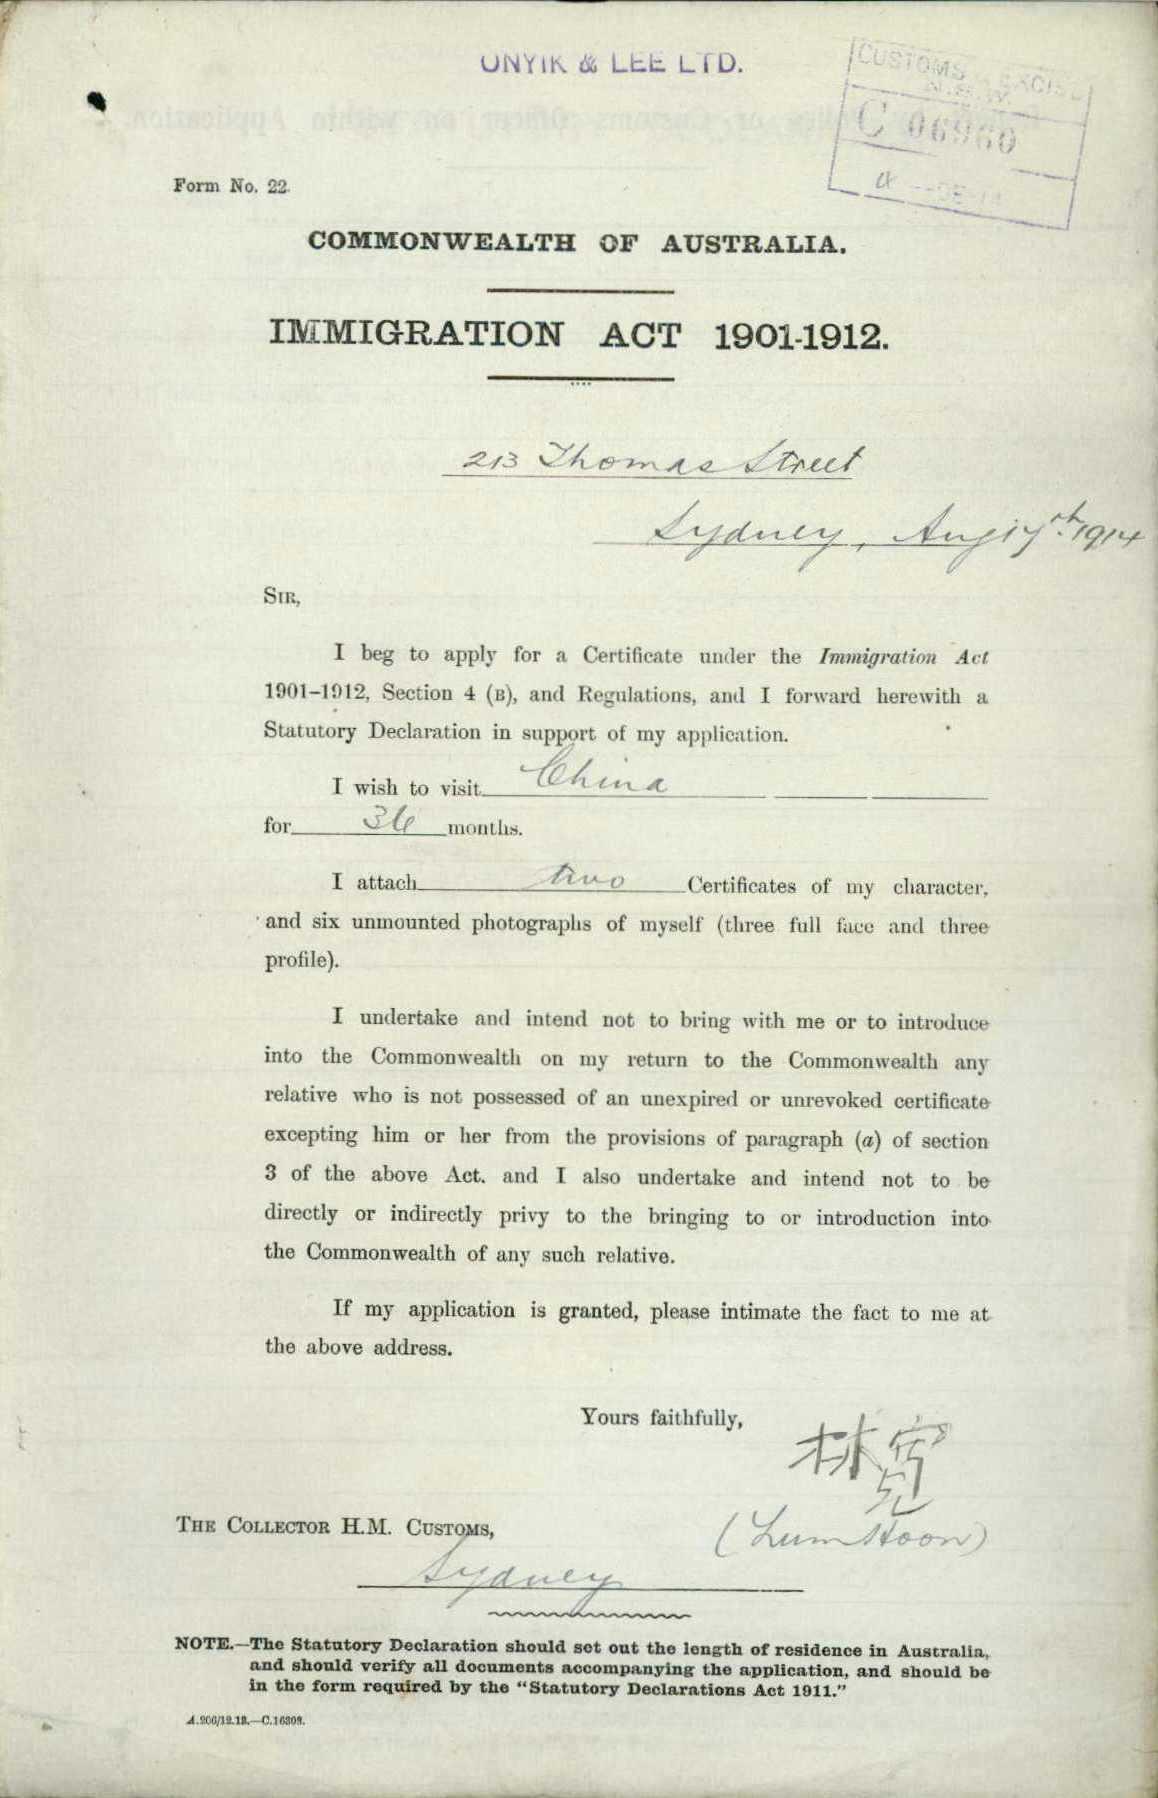 ONYIK & LEE LTD.
CUSTOMS EXCISE
C 06960
Form No. 22.
COMMONWEALTH OF AUSTRALIA.
IMMIGRATION ACT 1901-1912.
213 Thomas Street
Sydney, Aug 17th 1914
SIR,
I beg to apply for a Certificate under the Immigration Act
1901–1912, Section 4 (B), and Regulations, and I forward herewith a
Statutory Declaration in support of my application.
I wish to visit China
for 36 months.
I attach two Certificates of my character,
and six unmounted photographs of myself (three full face and three
profile).
I undertake and intend not to bring with me or to introduce
into the Commonwealth on my return to the Commonwealth any
relative who is not possessed of an unexpired or unrevoked certificate
excepting him or her from the provisions of paragraph (a) of section
3 of the above Act. and I also undertake and intend not to be
directly or indirectly privy to the bringing to or introduction into
the Commonwealth of any such relative.
If my application is granted, please intimate the fact to me at
the above address.
Yours faithfully,
林寬
(Lum Hoon)
THE COLLECTOR H.M. CUSTOMS,
Sydney
NOTE.—The Statutory Declaration should set out the length of residence in Australia,
and should verify all documents accompanying the application, and should be
in the form required by the "Statutory Declarations Act 1911."
A.206/12.13.—C.16303.